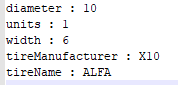 diameter : 10
units : 1
width : 6
tireManufacturer : X10
tireName : ALFA